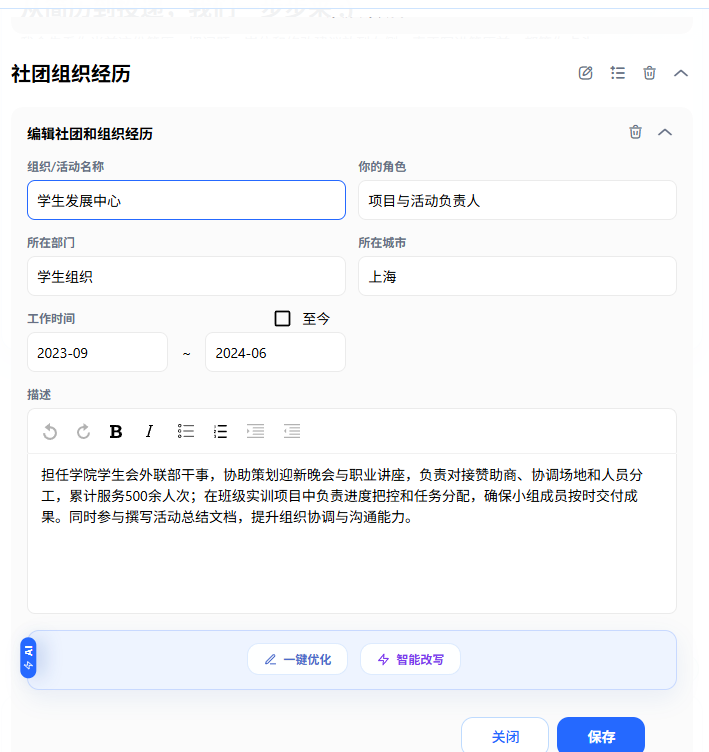 社团组织经历
编辑社团和组织经历
组织/活动名称
你的角色
学生发展中心
项目与活动负责人
所在部门
所在城市
学生组织
上海
工作时间
至今
2023-09
~
2024-06
描述
B I
担任学院学生会外联部干事，协助策划迎新晚会与职业讲座，负责对接赞助商、协调场地和人员分
工，累计服务500余人次；在班级实训项目中负责进度把控和任务分配，确保小组成员按时交付成
果。同时参与撰写活动总结文档，提升组织协调与沟通能力。
AI
一键优化
智能改写
关闭
保存